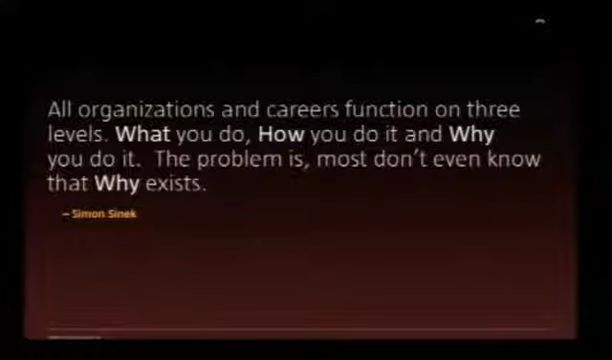 All organizations and careers function on three
levels. What you do, How you do it and Why
you do it. The problem is, most don't even know
that Why exists.
– Simon Sinek